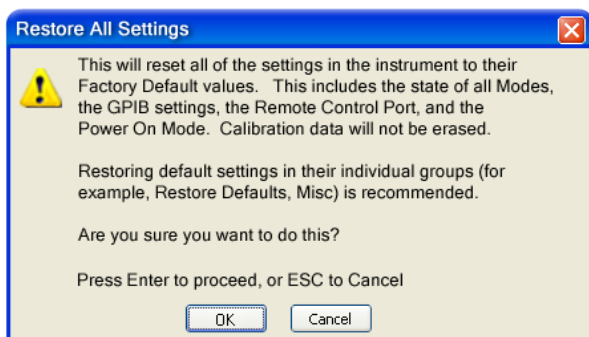 Restore All Settings
This will reset all of the settings in the instrument to their
Factory Default values. This includes the state of all Modes,
the GPIB settings, the Remote Control Port, and the
Power On Mode. Calibration data will not be erased.
Restoring default settings in their individual groups (for
example, Restore Defaults, Misc) is recommended.
Are you sure you want to do this?
Press Enter to proceed, or ESC to Cancel
OK Cancel